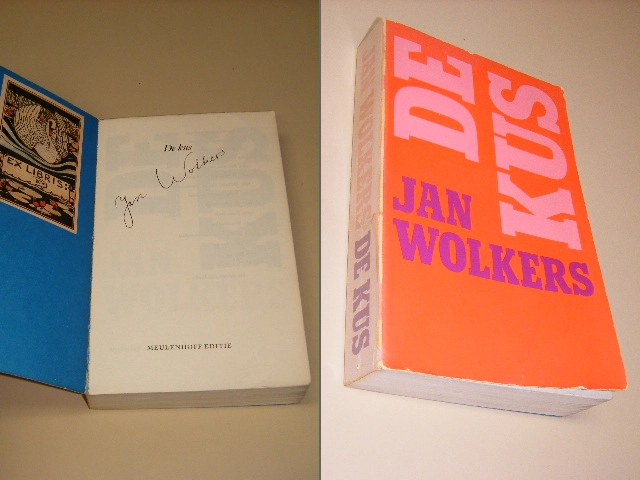 EX LIBRIS
De kus
Jan Wolkers
MEULENHOFF EDITIE
DE
KUS
JAN
WOLKERS
JAN WOLKERS DE KUS